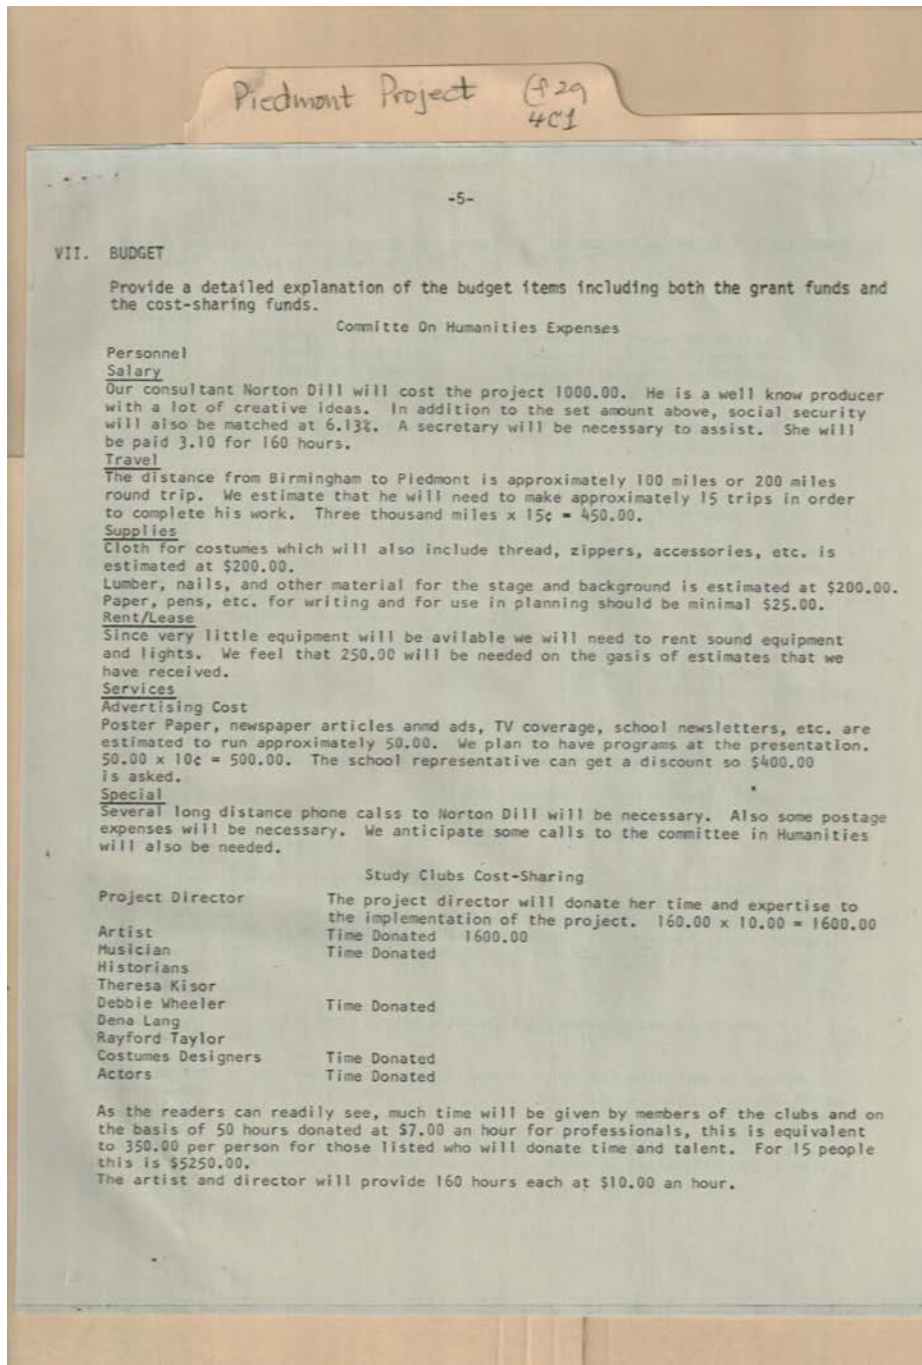 Piedmont Project (f29
4C1
-5-
VII. BUDGET
Provide a detailed explanation of the budget items including both the grant funds and
the cost-sharing funds.
Committe On Humanities Expenses
Personnel
Salary
Our consultant Norton Dill will cost the project 1000.00. He is a well know producer
with a lot of creative ideas. In addition to the set amount above, social security
will also be matched at 6.13%. A secretary will be necessary to assist. She will
be paid 3.10 for 160 hours.
Travel
The distance from Birmingham to Piedmont is approximately 100 miles or 200 miles
round trip. We estimate that he will need to make approximately 15 trips in order
to complete his work. Three thousand miles x 15¢ = 450.00.
Supplies
Cloth for costumes which will also include thread, zippers, accessories, etc. is
estimated at $200.00.
Lumber, nails, and other material for the stage and background is estimated at $200.00.
Paper, pens, etc. for writing and for use in planning should be minimal $25.00.
Rent/Lease
Since very little equipment will be avilable we will need to rent sound equipment
and lights. We feel that 250.00 will be needed on the gasis of estimates that we
have received.
Services
Advertising Cost
Poster Paper, newspaper articles anmd ads, TV coverage, school newsletters, etc. are
estimated to run approximately 50.00. We plan to have programs at the presentation.
50.00 x 10¢ = 500.00. The school representative can get a discount so $400.00
is asked.
Special
Several long distance phone calss to Norton Dill will be necessary. Also some postage
expenses will be necessary. We anticipate some calls to the committee in Humanities
will also be needed.
Study Clubs Cost-Sharing
Project Director The project director will donate her time and expertise to
the implementation of the project. 160.00 x 10.00 = 1600.00
Artist Time Donated 1600.00
Musician Time Donated
Historians
Theresa Kisor
Debbie Wheeler Time Donated
Dena Lang
Rayford Taylor
Costumes Designers Time Donated
Actors Time Donated
As the readers can readily see, much time will be given by members of the clubs and on
the basis of 50 hours donated at $7.00 an hour for professionals, this is equivalent
to 350.00 per person for those listed who will donate time and talent. For 15 people
this is $5250.00.
The artist and director will provide 160 hours each at $10.00 an hour.